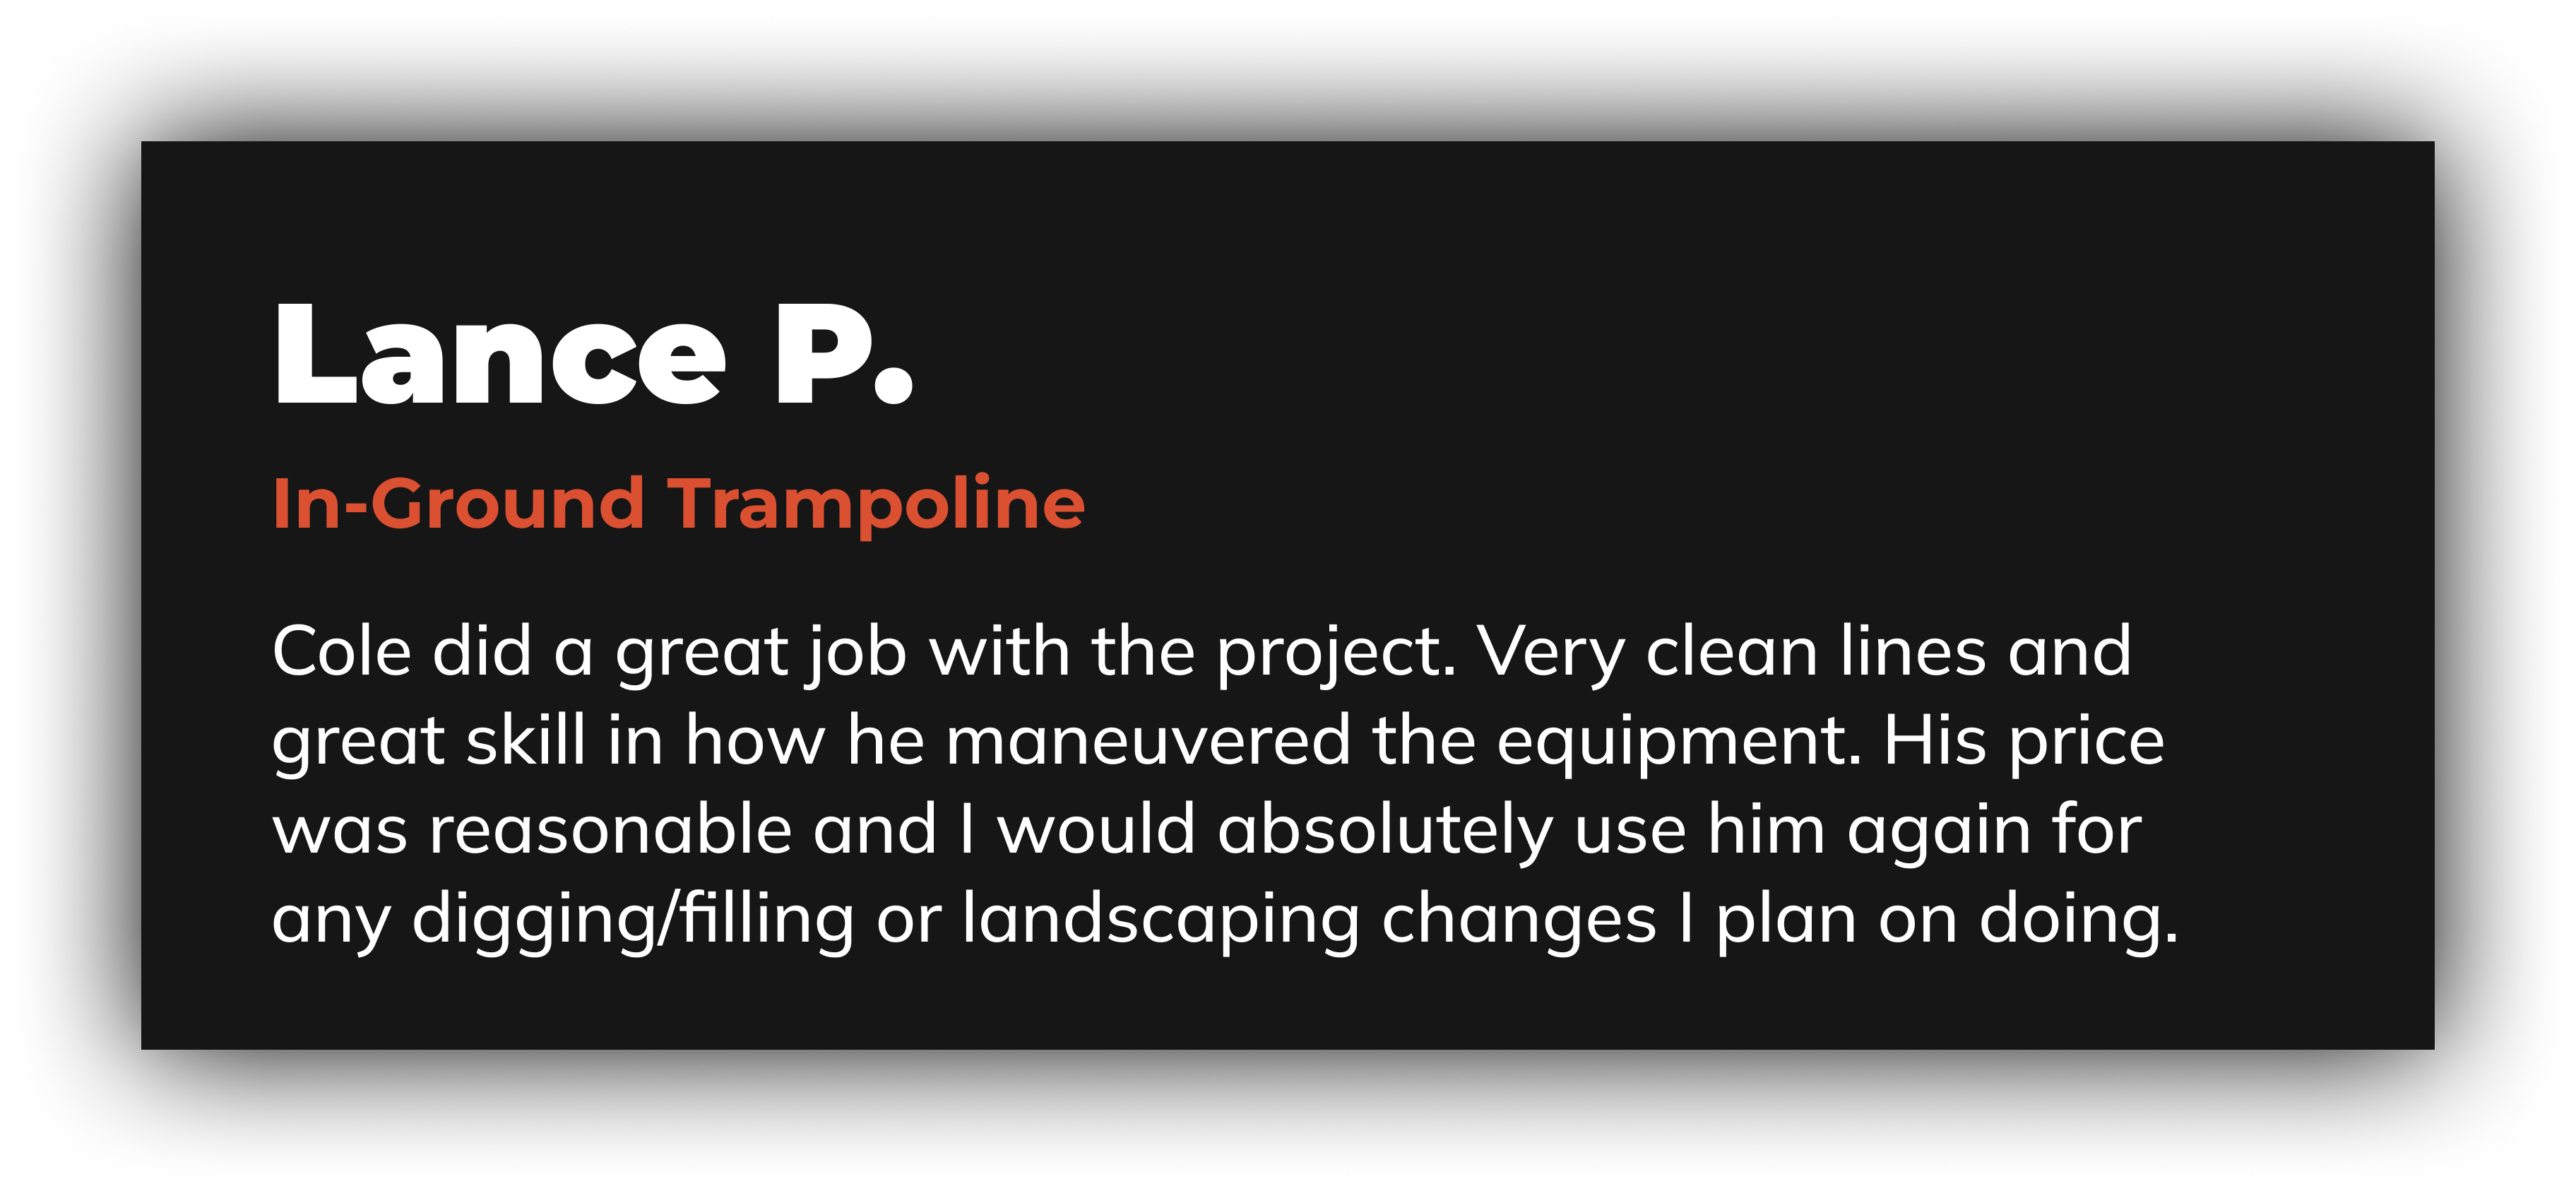 Lance P.
In-Ground Trampoline
Cole did a great job with the project. Very clean lines and
great skill in how he maneuvered the equipment. His price
was reasonable and I would absolutely use him again for
any digging/filling or landscaping changes I plan on doing.